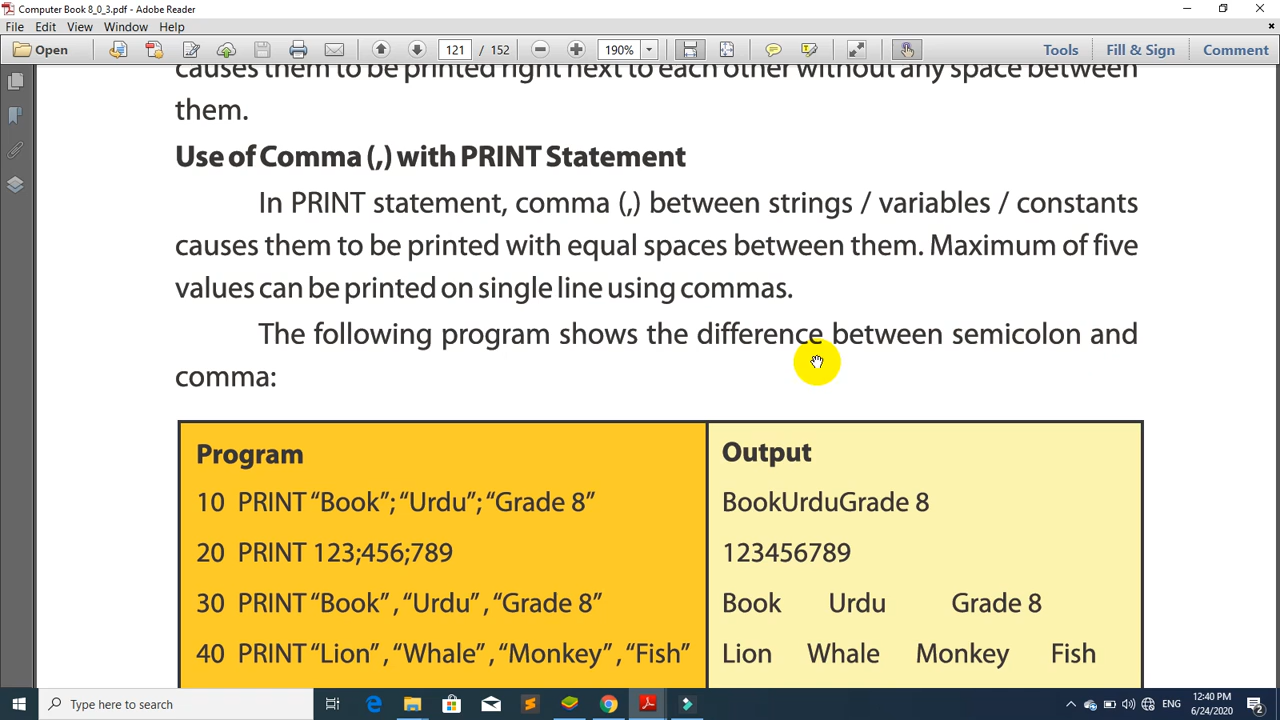 Computer Book 8_0_3.pdf - Adobe Reader
File Edit View Window Help
Open 121 / 152 190% Tools Fill & Sign Comment
causes them to be printed right next to each other without any space between
them.
Use of Comma (,) with PRINT Statement
In PRINT statement, comma (,) between strings / variables / constants
causes them to be printed with equal spaces between them. Maximum of five
values can be printed on single line using commas.
The following program shows the difference between semicolon and
comma:
Program Output
10 PRINT “Book”; “Urdu”; “Grade 8” BookUrduGrade 8
20 PRINT 123;456;789 123456789
30 PRINT “Book” , “Urdu” , “Grade 8” Book Urdu Grade 8
40 PRINT “Lion” , “Whale” , “Monkey” , “Fish” Lion Whale Monkey Fish
Type here to search ENG 12:40 PM
6/24/2020 2